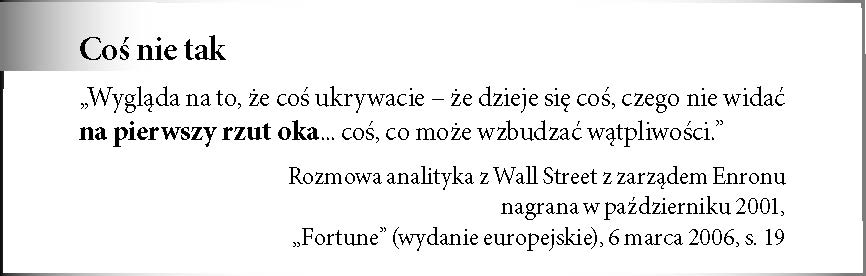 Coś nie tak
„Wygląda na to, że coś ukrywacie – że dzieje się coś, czego nie widać
na pierwszy rzut oka... coś, co może wzbudzać wątpliwości.”
Rozmowa analityka z Wall Street z zarządem Enronu
nagrana w październiku 2001,
„Fortune” (wydanie europejskie), 6 marca 2006, s. 19